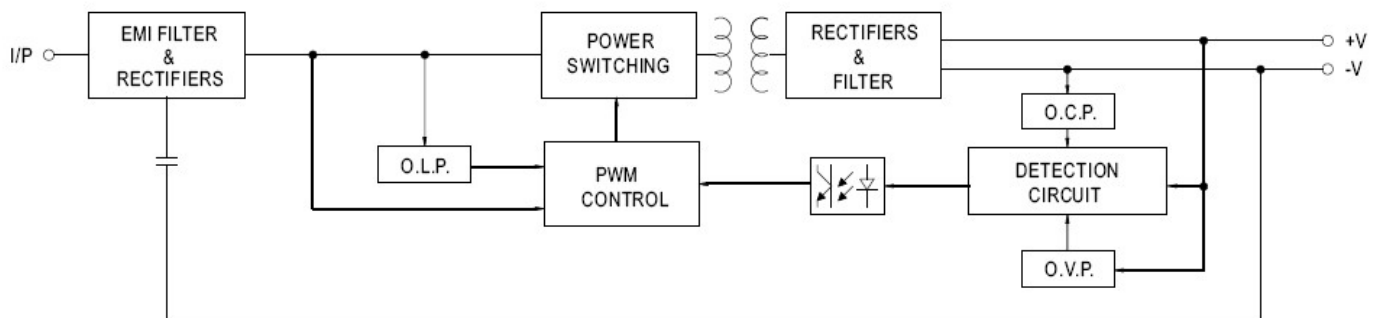 I/P
EMI FILTER
&
RECTIFIERS
POWER
SWITCHING
RECTIFIERS
&
FILTER
+V
-V
O.C.P.
O.L.P.
PWM
CONTROL
DETECTION
CIRCUIT
O.V.P.